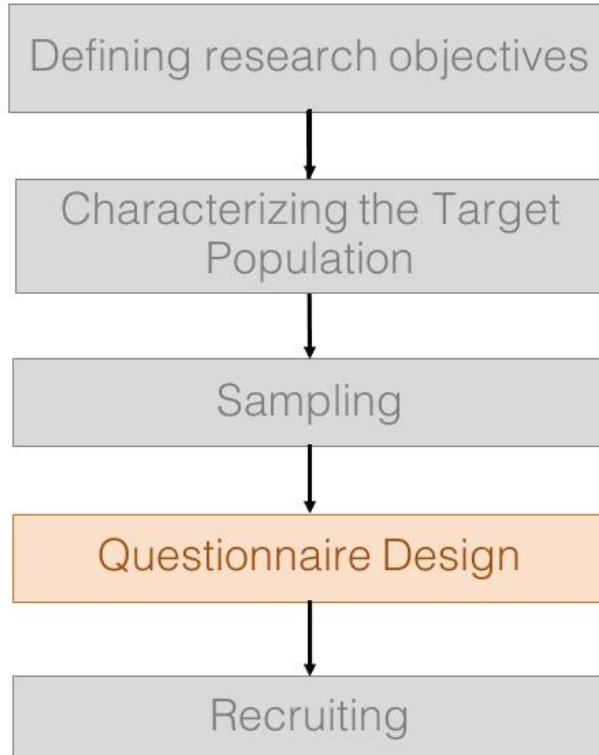 Defining research objectives
Characterizing the Target
Population
Sampling
Questionnaire Design
Recruiting